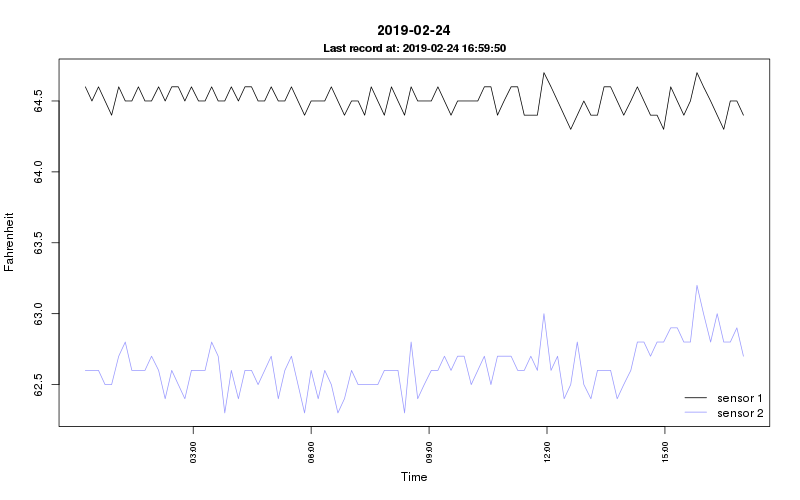 2019-02-24
Last record at: 2019-02-24 16:59:50
Fahrenheit
64.5
64.0
63.5
63.0
62.5
sensor 1
sensor 2
03:00
06:00
09:00
12:00
15:00
Time